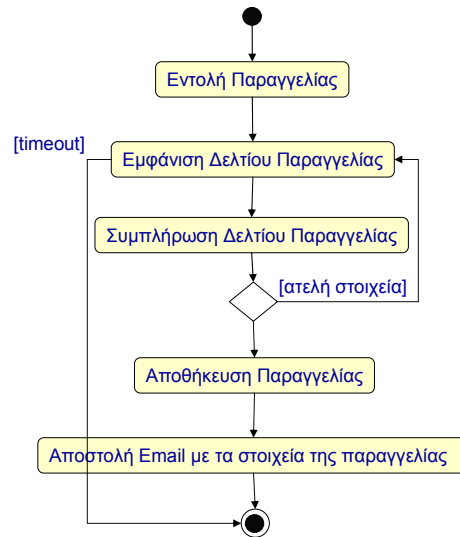 Εντολή Παραγγελίας
[timeout]
Εμφάνιση Δελτίου Παραγγελίας
Συμπλήρωση Δελτίου Παραγγελίας
[ατελή στοιχεία]
Αποθήκευση Παραγγελίας
Αποστολή Email με τα στοιχεία της παραγγελίας